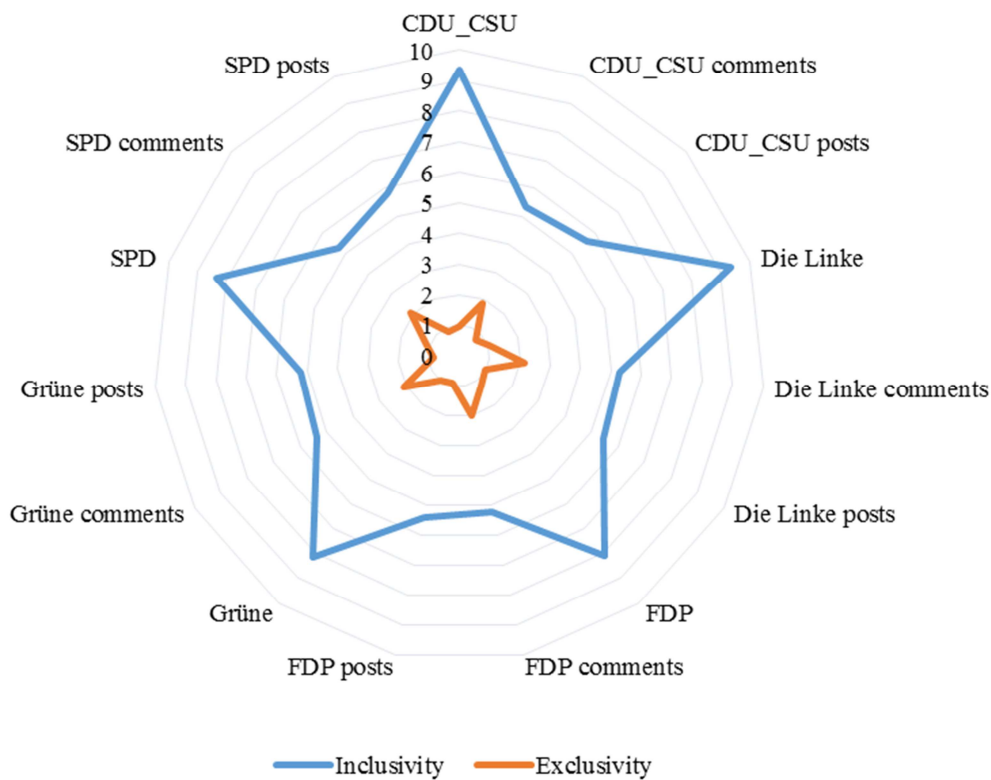 CDU_CSU
10
SPD posts
CDU_CSU comments
9
8
SPD comments
7
CDU_CSU posts
6
5
SPD
4
Die Linke
3
2
1
0
Grüne posts
Die Linke comments
Grüne comments
Die Linke posts
Grüne
FDP
FDP posts
FDP comments
Inclusivity
Exclusivity